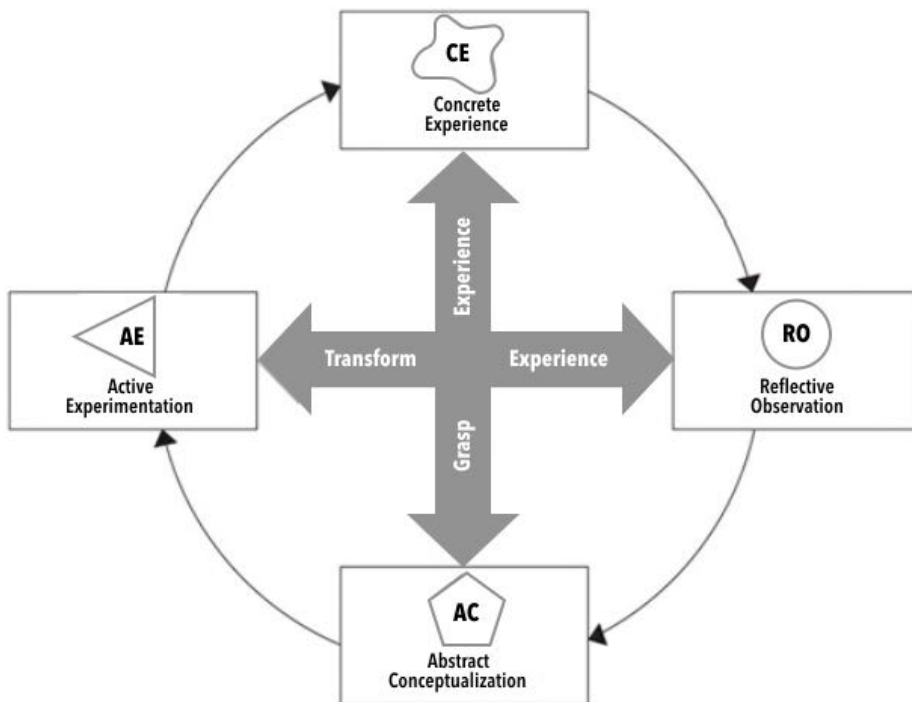 CE
Concrete
Experience
Experience
AE
Active
Experimentation
Transform
Experience
RO
Reflective
Observation
Grasp
AC
Abstract
Conceptualization